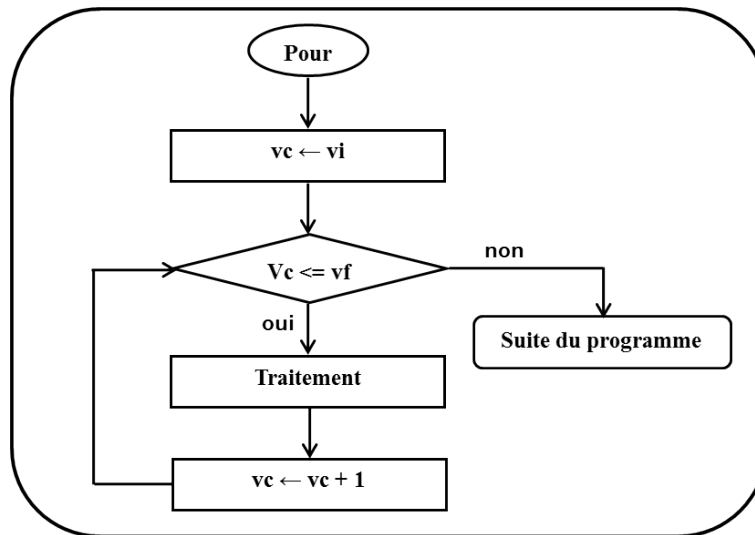 Pour
vc ← vi
Vc <= vf
non
oui
Suite du programme
Traitement
vc ← vc + 1